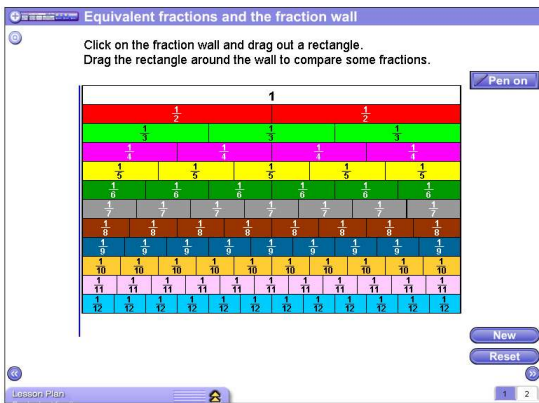 Equivalent fractions and the fraction wall
Click on the fraction wall and drag out a rectangle.
Drag the rectangle around the wall to compare some fractions.
Pen on
1
1/2 1/2
1/3 1/3 1/3
1/4 1/4 1/4 1/4
1/5 1/5 1/5 1/5 1/5
1/6 1/6 1/6 1/6 1/6 1/6
1/7 1/7 1/7 1/7 1/7 1/7 1/7
1/8 1/8 1/8 1/8 1/8 1/8 1/8 1/8
1/9 1/9 1/9 1/9 1/9 1/9 1/9 1/9 1/9
1/10 1/10 1/10 1/10 1/10 1/10 1/10 1/10 1/10 1/10
1/11 1/11 1/11 1/11 1/11 1/11 1/11 1/11 1/11 1/11 1/11
1/12 1/12 1/12 1/12 1/12 1/12 1/12 1/12 1/12 1/12 1/12 1/12
New
Reset
Lesson Plan
1 2